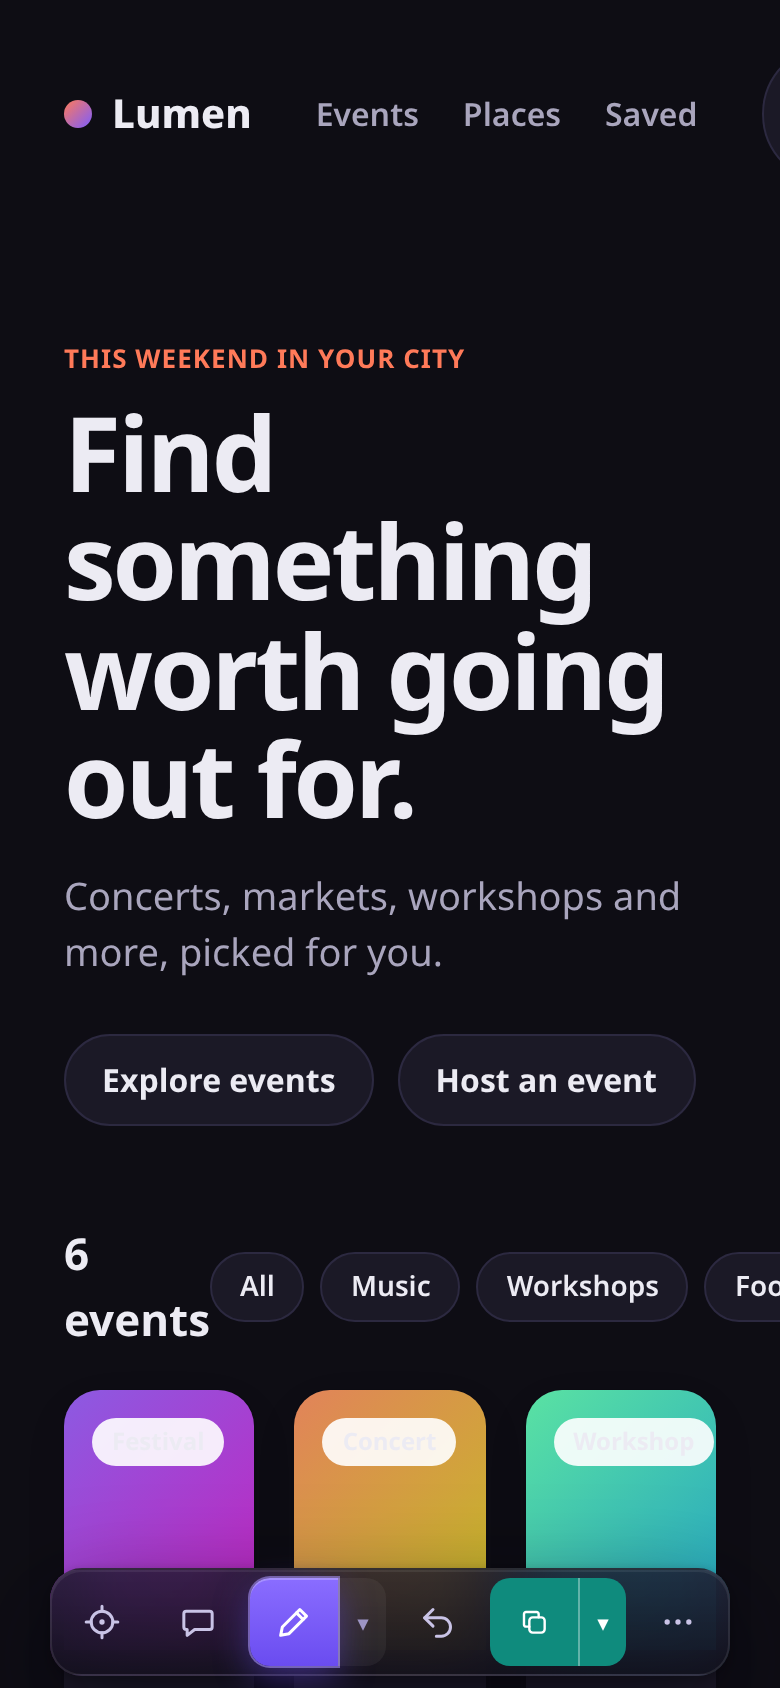 Lumen Events Places Saved
THIS WEEKEND IN YOUR CITY
Find
something
worth going
out for.
Concerts, markets, workshops and
more, picked for you.
Explore events Host an event
6
events
All Music Workshops Foo
Festival Concert Workshop